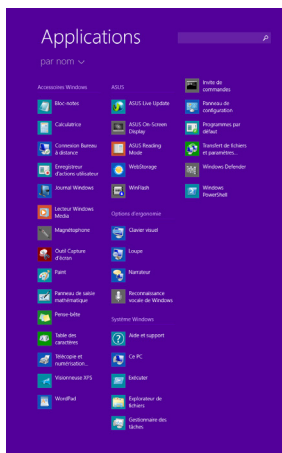 Applications
par nom
Accessoires Windows
Bloc-notes
Calculatrice
Connexion Bureau
à distance
Enregistreur
d'actions utilisateur
Journal Windows
Lecteur Windows
Media
Magnétophone
Outil Capture
d'écran
Paint
Panneau de saisie
mathématique
Pense-bête
Table des
caractères
Télécopie et
numérisation...
Visionneuse XPS
WordPad
ASUS
ASUS Live Update
ASUS On-Screen
Display
ASUS Reading
Mode
WebStorage
WinFlash
Options d'ergonomie
Clavier visuel
Loupe
Narrateur
Reconnaissance
vocale de Windows
Système Windows
Aide et support
Ce PC
Exécuter
Explorateur de
fichiers
Gestionnaire des
tâches
Invite de
commandes
Panneau de
configuration
Programmes par
défaut
Transfert de fichiers
et paramètres...
Windows Defender
Windows
PowerShell